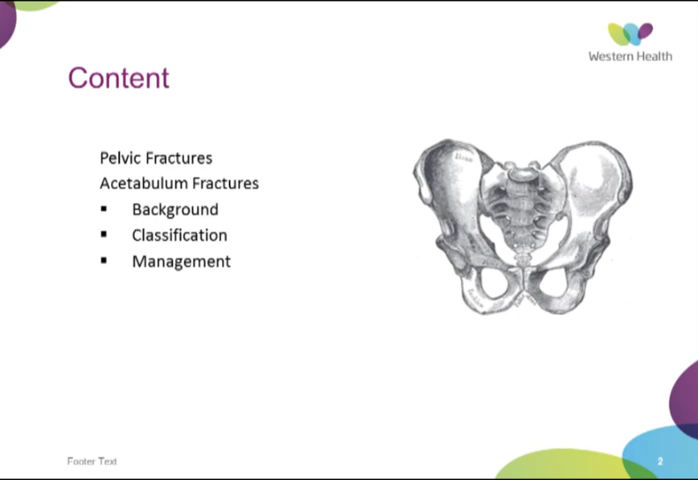 Western Health
Content
Pelvic Fractures
Acetabulum Fractures
▪ Background
▪ Classification
▪ Management
Footer Text
2